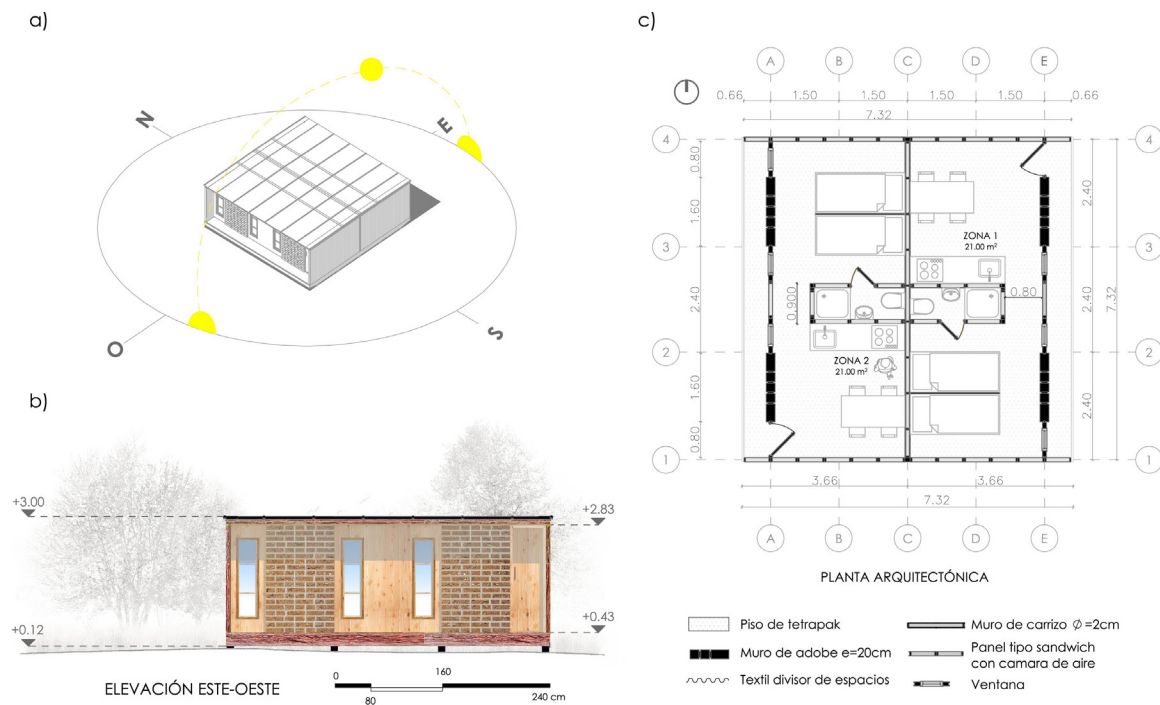 a)
N
E
O
S
b)
+3.00
+2.83
+0.12
+0.43
ELEVACIÓN ESTE-OESTE
0
160
80
240 cm
c)
A
B
C
D
E
0.66
1.50
1.50
1.50
1.50
0.66
7.32
4
4
0.80
1.60
2.40
ZONA 1
21.00 m²
3
3
2.40
0.900
0.80
2.40
7.32
2
2
ZONA 2
21.00 m²
1.60
2.40
0.80
1
1
3.66
3.66
7.32
A
B
C
D
E
PLANTA ARQUITECTÓNICA
Piso de tetrapak
Muro de carrizo ϕ =2cm
Muro de adobe e=20cm
Panel tipo sandwich
con camara de aire
Textil divisor de espacios
Ventana